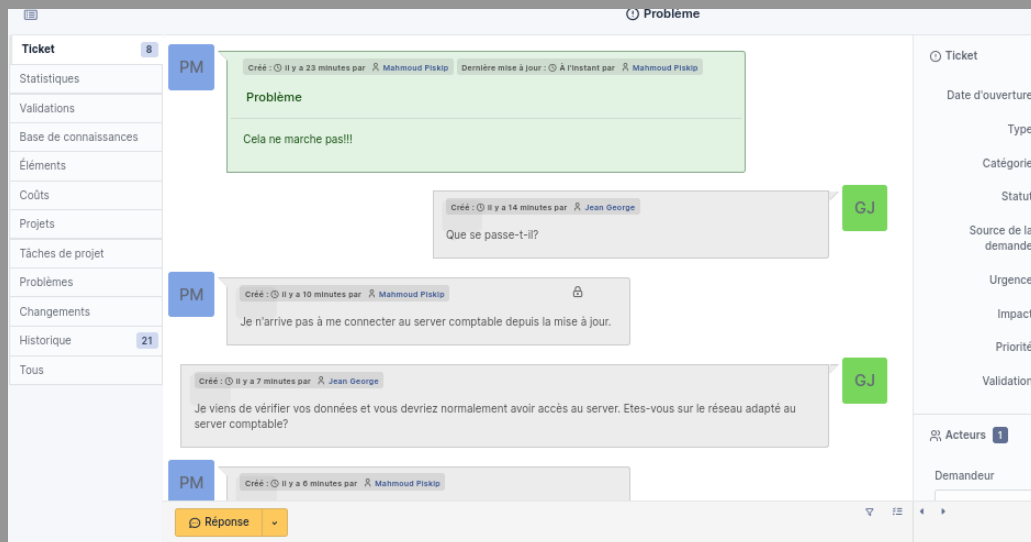 Problème
Ticket 8
Statistiques
Validations
Base de connaissances
Éléments
Coûts
Projets
Tâches de projet
Problèmes
Changements
Historique 21
Tous
PM
Créé : il y a 23 minutes par Mahmoud Piskip Dernière mise à jour : À l'instant par Mahmoud Piskip
Problème
Cela ne marche pas!!!
GJ
Créé : il y a 14 minutes par Jean George
Que se passe-t-il?
PM
Créé : il y a 10 minutes par Mahmoud Piskip
Je n'arrive pas à me connecter au server comptable depuis la mise à jour.
GJ
Créé : il y a 7 minutes par Jean George
Je viens de vérifier vos données et vous devriez normalement avoir accès au server. Etes-vous sur le réseau adapté au
server comptable?
PM
Créé : il y a 6 minutes par Mahmoud Piskip
Réponse
Ticket
Date d'ouverture
Type
Catégorie
Statut
Source de la
demande
Urgence
Impact
Priorité
Validation
Acteurs 1
Demandeur